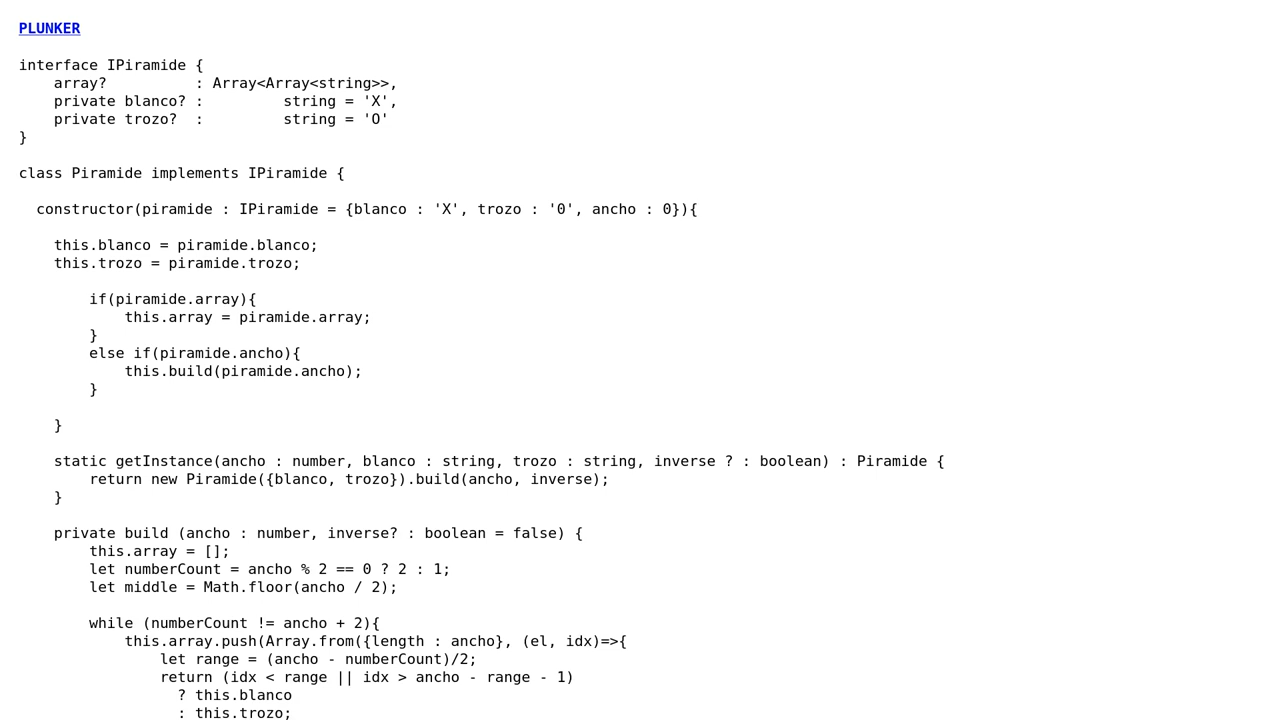 PLUNKER
interface IPiramide {
    array?          : Array<Array<string>>,
    private blanco? :         string = 'X',
    private trozo?  :         string = 'O'
}
class Piramide implements IPiramide {
  constructor(piramide : IPiramide = {blanco : 'X', trozo : '0', ancho : 0}){
    this.blanco = piramide.blanco;
    this.trozo = piramide.trozo;
        if(piramide.array){
            this.array = piramide.array;
        }
        else if(piramide.ancho){
            this.build(piramide.ancho);
        }
    }
    static getInstance(ancho : number, blanco : string, trozo : string, inverse ? : boolean) : Piramide {
        return new Piramide({blanco, trozo}).build(ancho, inverse);
    }
    private build (ancho : number, inverse? : boolean = false) {
        this.array = [];
        let numberCount = ancho % 2 == 0 ? 2 : 1;
        let middle = Math.floor(ancho / 2);
        while (numberCount != ancho + 2){
            this.array.push(Array.from({length : ancho}, (el, idx)=>{
                let range = (ancho - numberCount)/2;
                return (idx < range || idx > ancho - range - 1)
                  ? this.blanco
                  : this.trozo;